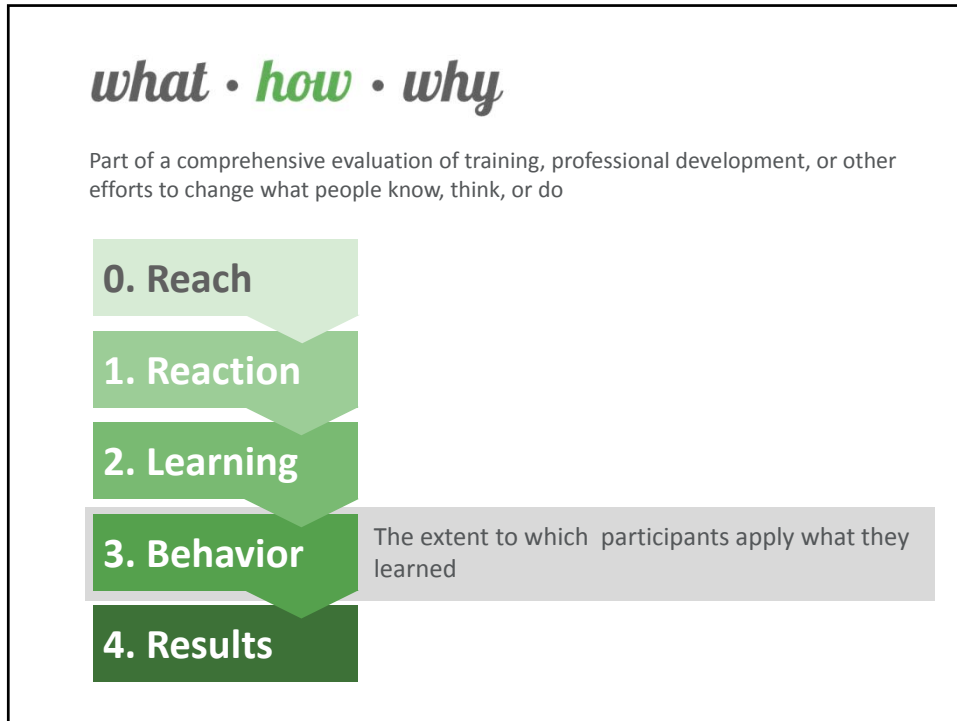 what • how • why
Part of a comprehensive evaluation of training, professional development, or other
efforts to change what people know, think, or do
0. Reach
1. Reaction
2. Learning
3. Behavior
The extent to which  participants apply what they
learned
4. Results